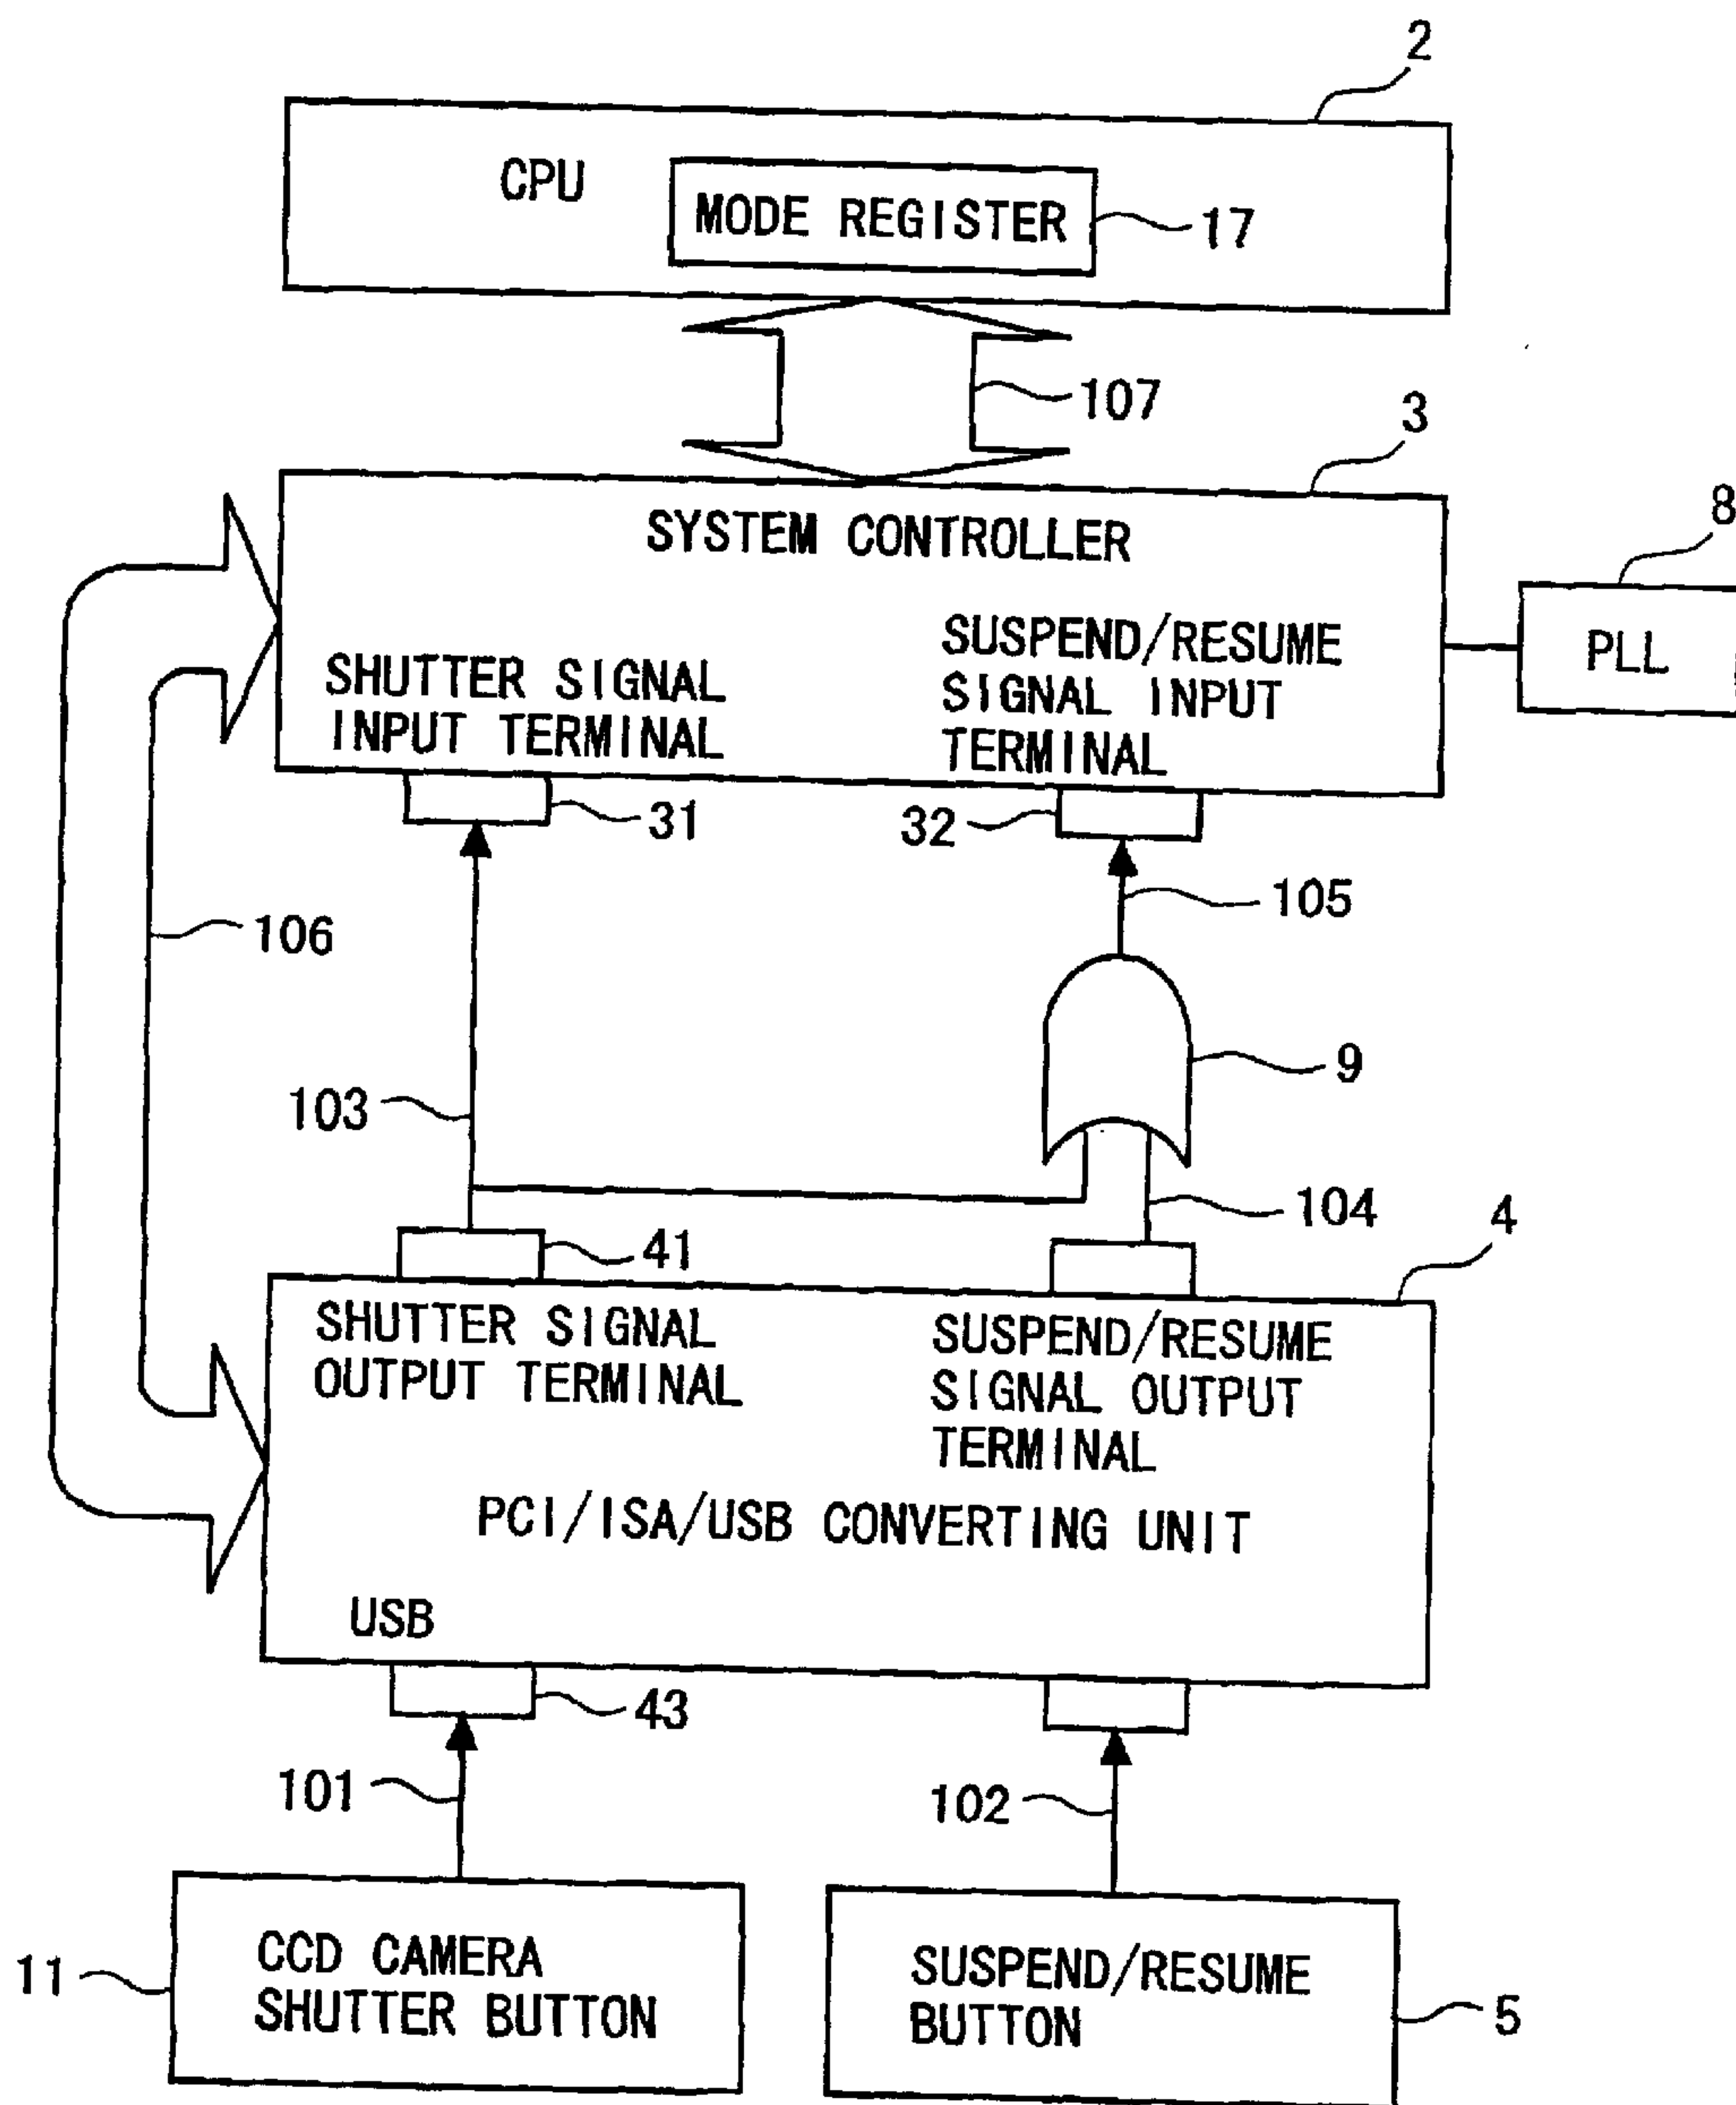 2
CPU
MODE REGISTER
17
107
3
SYSTEM CONTROLLER
8
PLL
SHUTTER SIGNAL
INPUT TERMINAL
SUSPEND/RESUME
SIGNAL INPUT
TERMINAL
31
32
105
106
9
103
104
41
4
SHUTTER SIGNAL
OUTPUT TERMINAL
SUSPEND/RESUME
SIGNAL OUTPUT
TERMINAL
PCI/ISA/USB CONVERTING UNIT
USB
43
101
102
11
CCD CAMERA
SHUTTER BUTTON
SUSPEND/RESUME
BUTTON
5